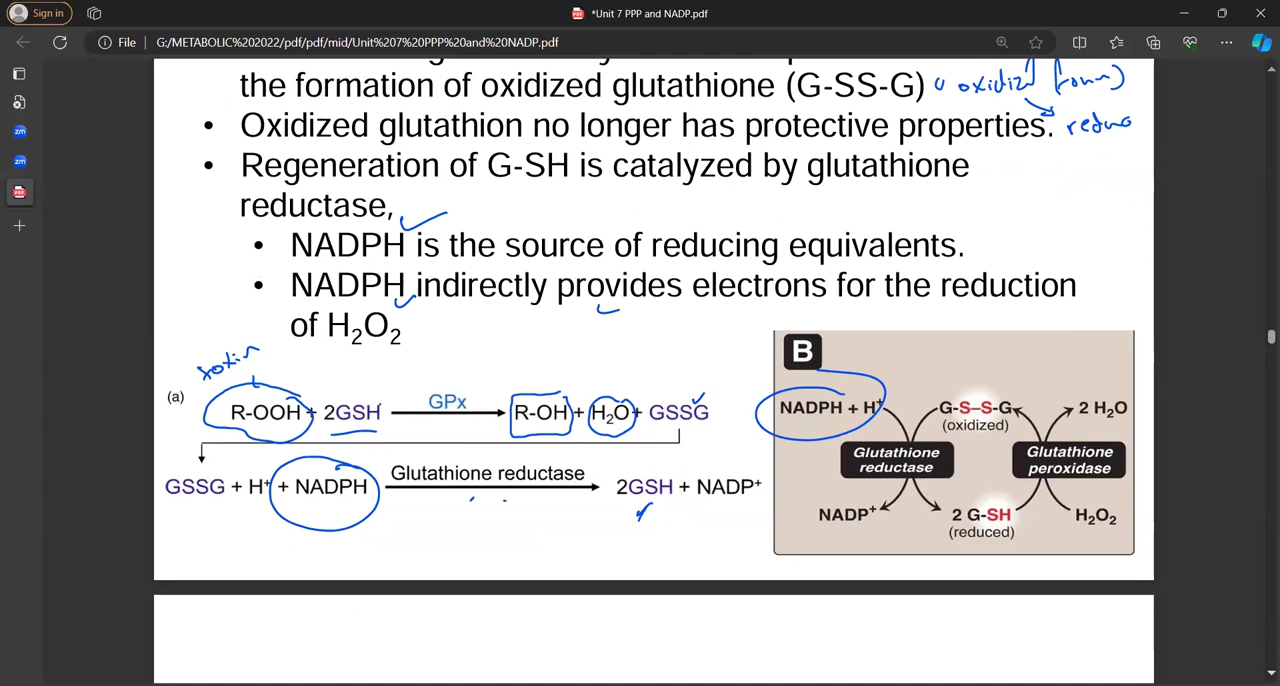 Sign in
*Unit 7 PPP and NADP.pdf
File
G:/METABOLIC%202022/pdf/pdf/mid/Unit%207%20PPP%20and%20NADP.pdf
the formation of oxidized glutathione (G-SS-G)
• Oxidized glutathion no longer has protective properties.
• Regeneration of G-SH is catalyzed by glutathione
reductase,
• NADPH is the source of reducing equivalents.
• NADPH indirectly provides electrons for the reduction
of H₂O₂
toxin
(a)
R-OOH + 2GSH GPx R-OH + H₂O + GSSG
GSSG + H⁺ + NADPH Glutathione reductase 2GSH + NADP⁺
B
NADPH + H⁺ G-S–S-G 2 H₂O
(oxidized)
Glutathione
reductase
Glutathione
peroxidase
NADP⁺ 2 G-SH H₂O₂
(reduced)
zm
zm
PDF